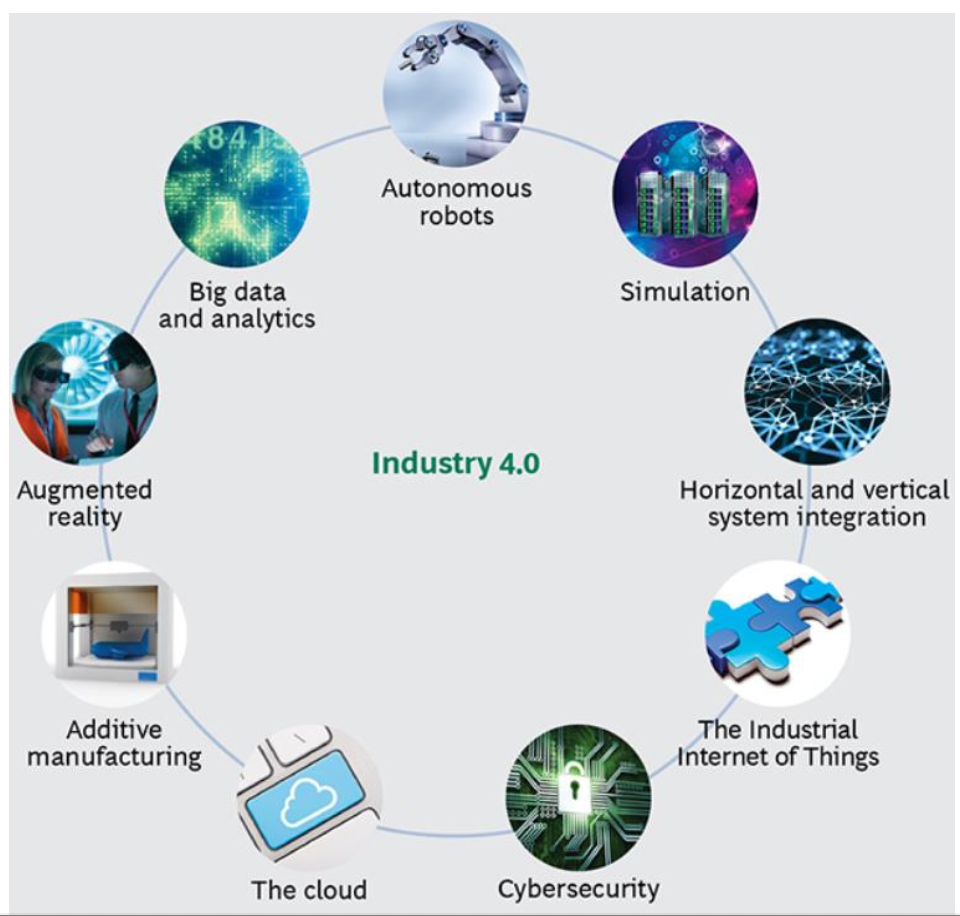 Autonomous
robots
Simulation
Horizontal and vertical
system integration
The Industrial
Internet of Things
Cybersecurity
The cloud
Additive
manufacturing
Augmented
reality
Big data
and analytics
Industry 4.0